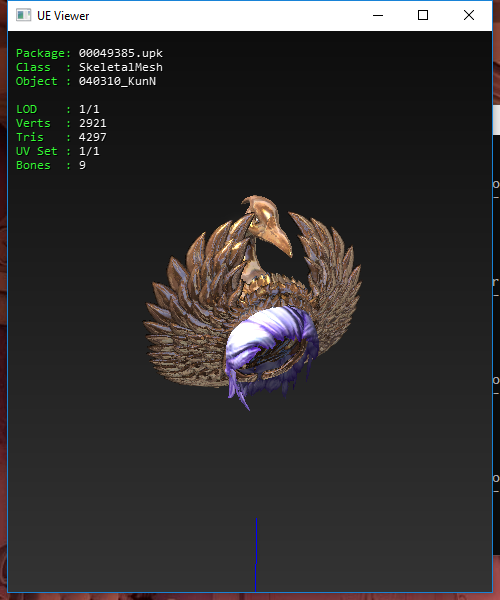 UE Viewer
Package: 00049385.upk
Class  : SkeletalMesh
Object : 040310_KunN
LOD    : 1/1
Verts  : 2921
Tris   : 4297
UV Set : 1/1
Bones  : 9